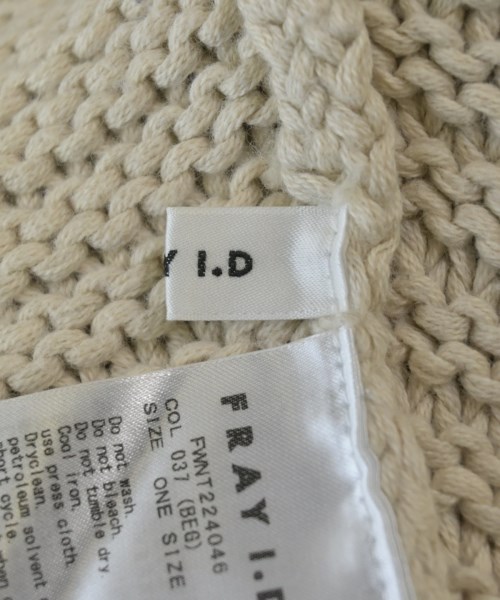 Y I.D
FRAY I.D
FWNT224046
COL 037 (BEG)
SIZE ONE SIZE
Do not wash.
Do not bleach.
Do not tumble dry.
Cool iron.
use press cloth.
Dryclean.
petroleum solvent
short cycle.